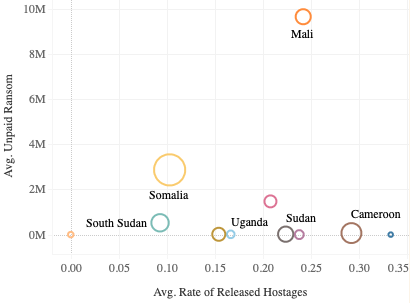 10M
Mali
8M
6M
4M
Somalia
2M
South Sudan
Uganda
Sudan
Cameroon
0M
0.00 0.05 0.10 0.15 0.20 0.25 0.30 0.35
Avg. Rate of Released Hostages
Avg. Unpaid Ransom